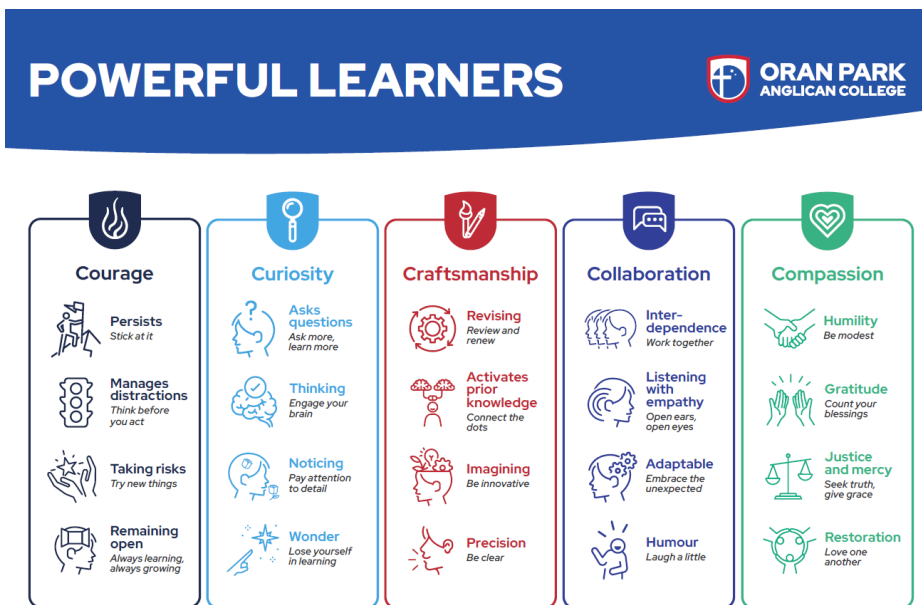 POWERFUL LEARNERS
ORAN PARK
ANGLICAN COLLEGE
Courage
Persists
Stick at it
Manages
distractions
Think before
you act
Taking risks
Try new things
Remaining
open
Always learning,
always growing
Curiosity
Asks
questions
Ask more,
learn more
Thinking
Engage your
brain
Noticing
Pay attention
to detail
Wonder
Lose yourself
in learning
Craftsmanship
Revising
Review and
renew
Activates
prior
knowledge
Connect the
dots
Imagining
Be innovative
Precision
Be clear
Collaboration
Inter-
dependence
Work together
Listening
with
empathy
Open ears,
open eyes
Adaptable
Embrace the
unexpected
Humour
Laugh a little
Compassion
Humility
Be modest
Gratitude
Count your
blessings
Justice
and mercy
Seek truth,
give grace
Restoration
Love one
another